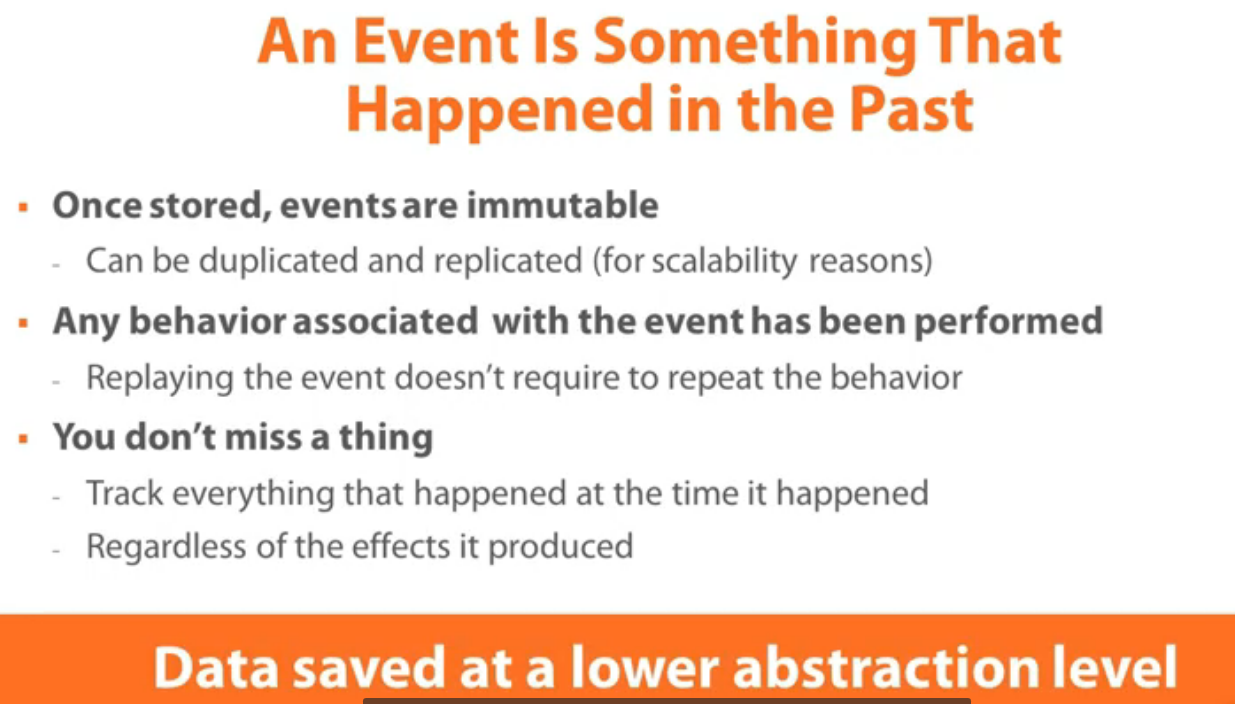 An Event Is Something That
Happened in the Past
▪ Once stored, events are immutable
- Can be duplicated and replicated (for scalability reasons)
▪ Any behavior associated with the event has been performed
- Replaying the event doesn't require to repeat the behavior
▪ You don't miss a thing
- Track everything that happened at the time it happened
- Regardless of the effects it produced
Data saved at a lower abstraction level